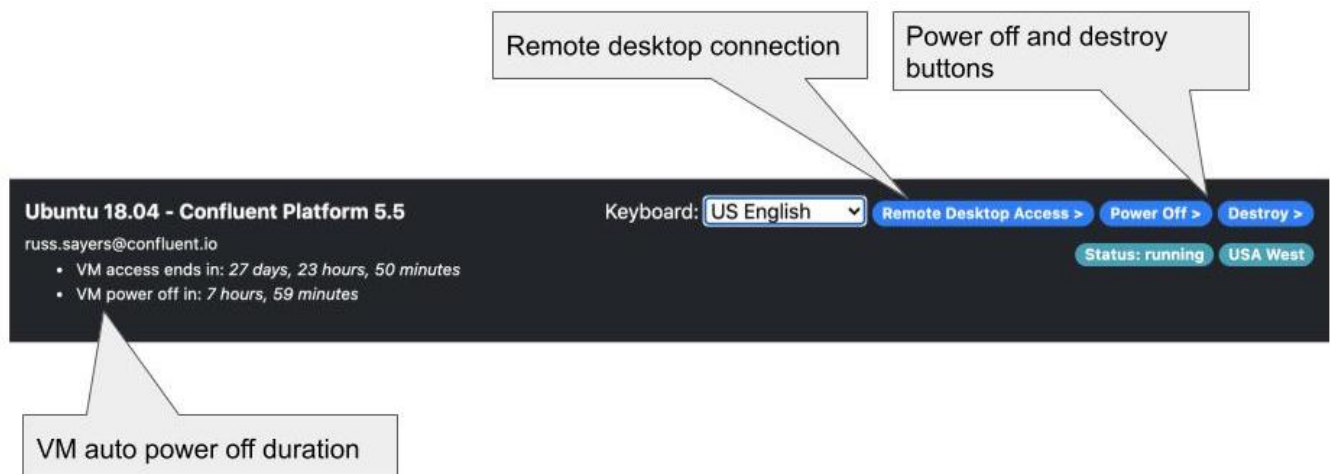 Remote desktop connection
Power off and destroy
buttons
Ubuntu 18.04 - Confluent Platform 5.5
Keyboard: US English Remote Desktop Access > Power Off > Destroy >
russ.sayers@confluent.io
Status: running USA West
• VM access ends in: 27 days, 23 hours, 50 minutes
• VM power off in: 7 hours, 59 minutes
VM auto power off duration